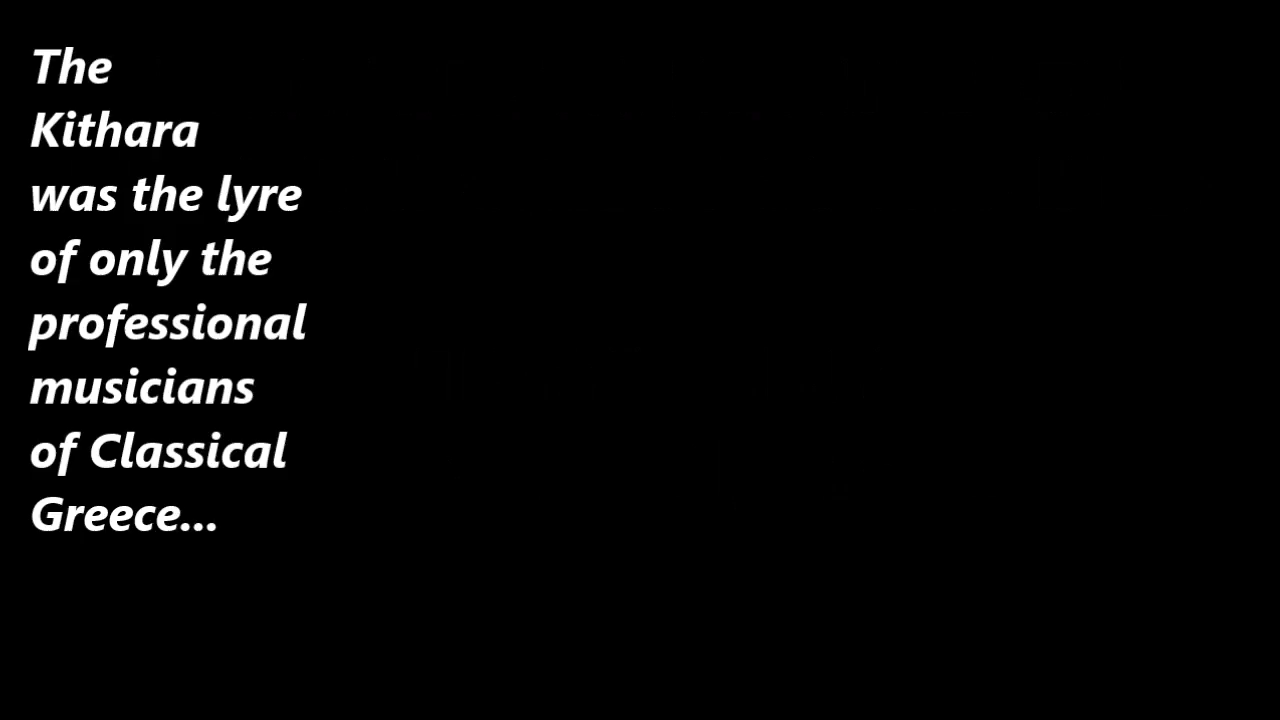 The
Kithara
was the lyre
of only the
professional
musicians
of Classical
Greece...